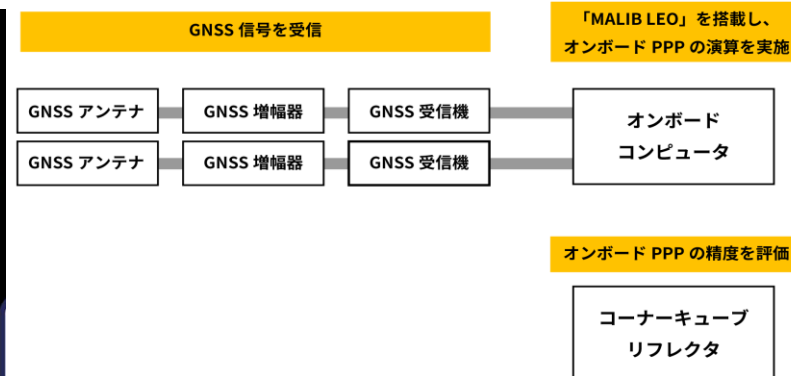 GNSS 信号を受信
「MALIB LEO」を搭載し、
オンボード PPP の演算を実施
GNSS アンテナ
GNSS 増幅器
GNSS 受信機
オンボード
コンピュータ
GNSS アンテナ
GNSS 増幅器
GNSS 受信機
オンボード PPP の精度を評価
コーナーキューブ
リフレクタ